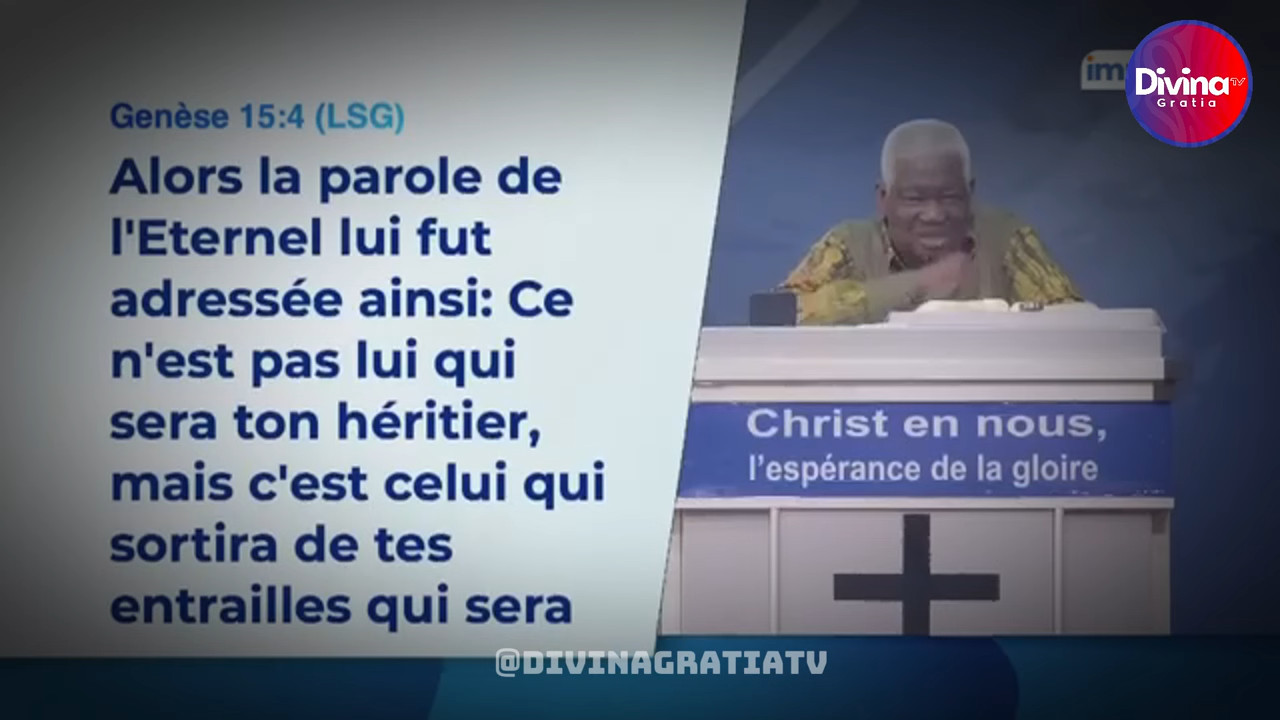 Genèse 15:4 (LSG)
Alors la parole de
l'Eternel lui fut
adressée ainsi: Ce
n'est pas lui qui
sera ton héritier,
mais c'est celui qui
sortira de tes
entrailles qui sera
im
Divina TV
Gratia
Christ en nous,
l'espérance de la gloire
@DIVINAGRATIATV